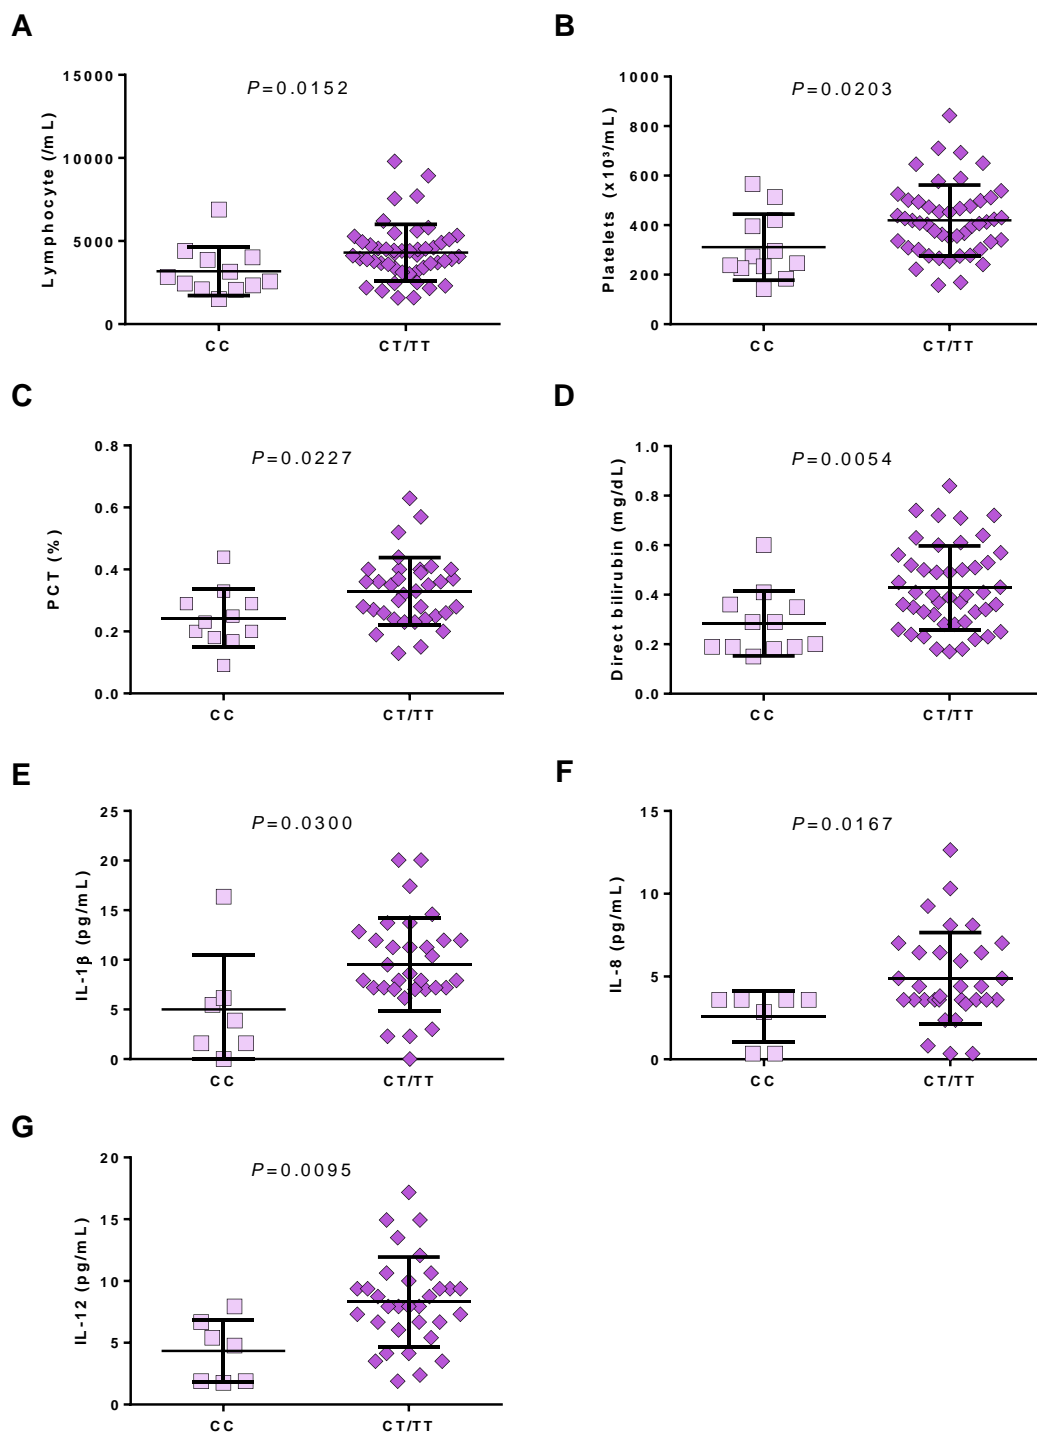 A
B
15000
10000
5000
0
Lymphocyte (/mL)
P=0.0152
CC
CT/TT
1000
800
600
400
200
0
Platelets (x10³/mL)
P=0.0203
CC
CT/TT
C
D
0.8
0.6
0.4
0.2
0.0
PCT (%)
P=0.0227
CC
CT/TT
1.0
0.8
0.6
0.4
0.2
0.0
Direct bilirubin (mg/dL)
P=0.0054
CC
CT/TT
E
F
25
20
15
10
5
0
IL-1β (pg/mL)
P=0.0300
CC
CT/TT
15
10
5
0
IL-8 (pg/mL)
P=0.0167
CC
CT/TT
G
20
15
10
5
0
IL-12 (pg/mL)
P=0.0095
CC
CT/TT